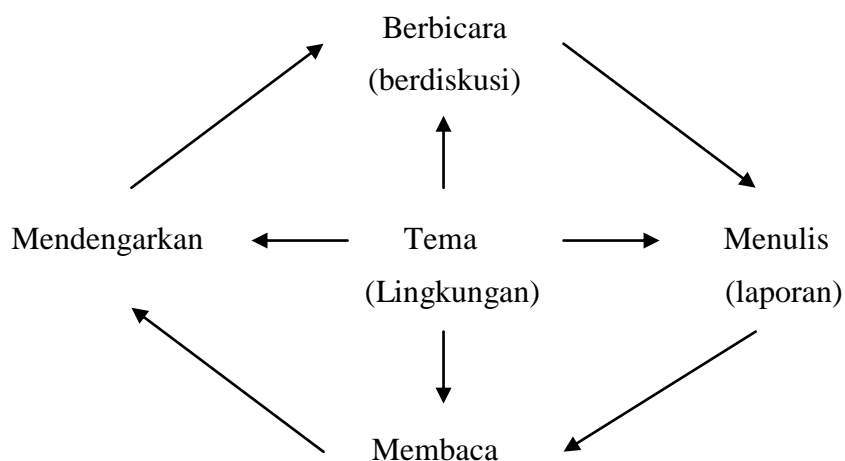 Berbicara
(berdiskusi)
Mendengarkan
Tema
(Lingkungan)
Menulis
(laporan)
Membaca